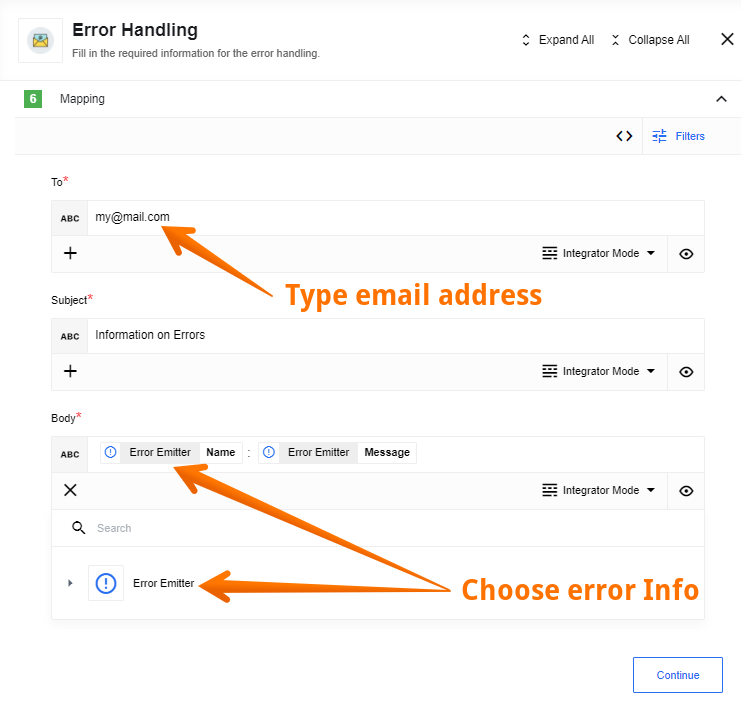 Error Handling
Fill in the required information for the error handling.
Expand All
Collapse All
6 Mapping
Filters
To*
ABC my@mail.com
Integrator Mode
Type email address
Subject*
ABC Information on Errors
Integrator Mode
Body*
ABC Error Emitter Name : Error Emitter Message
Integrator Mode
Search
Error Emitter
Choose error Info
Continue